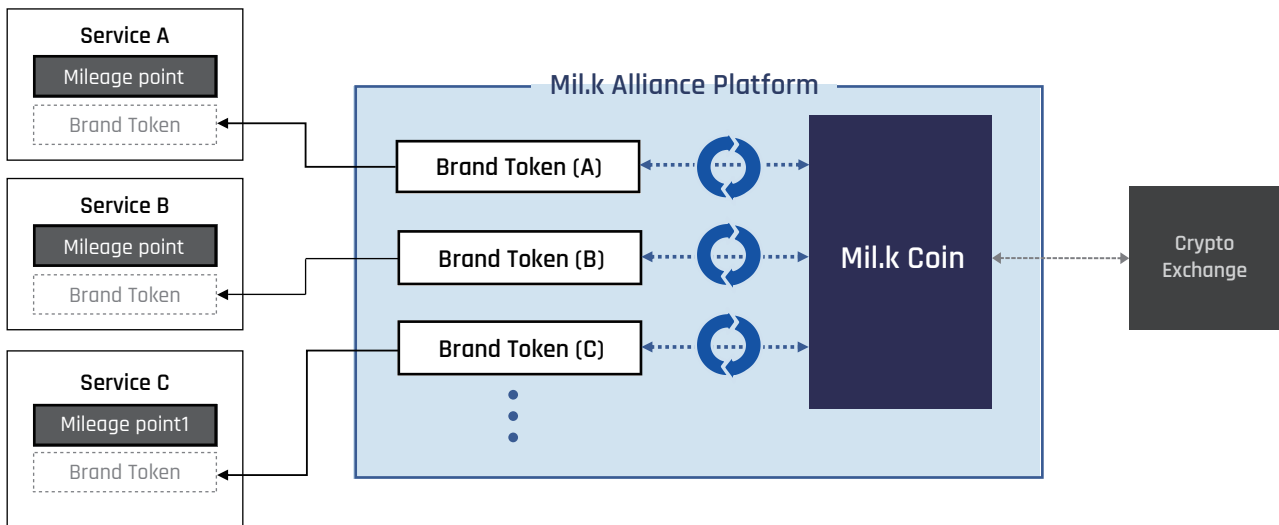 Service A
Mileage point
Brand Token
Service B
Mileage point
Brand Token
Service C
Mileage point1
Brand Token
Mil.k Alliance Platform
Brand Token (A)
Brand Token (B)
Brand Token (C)
Mil.k Coin
Crypto
Exchange